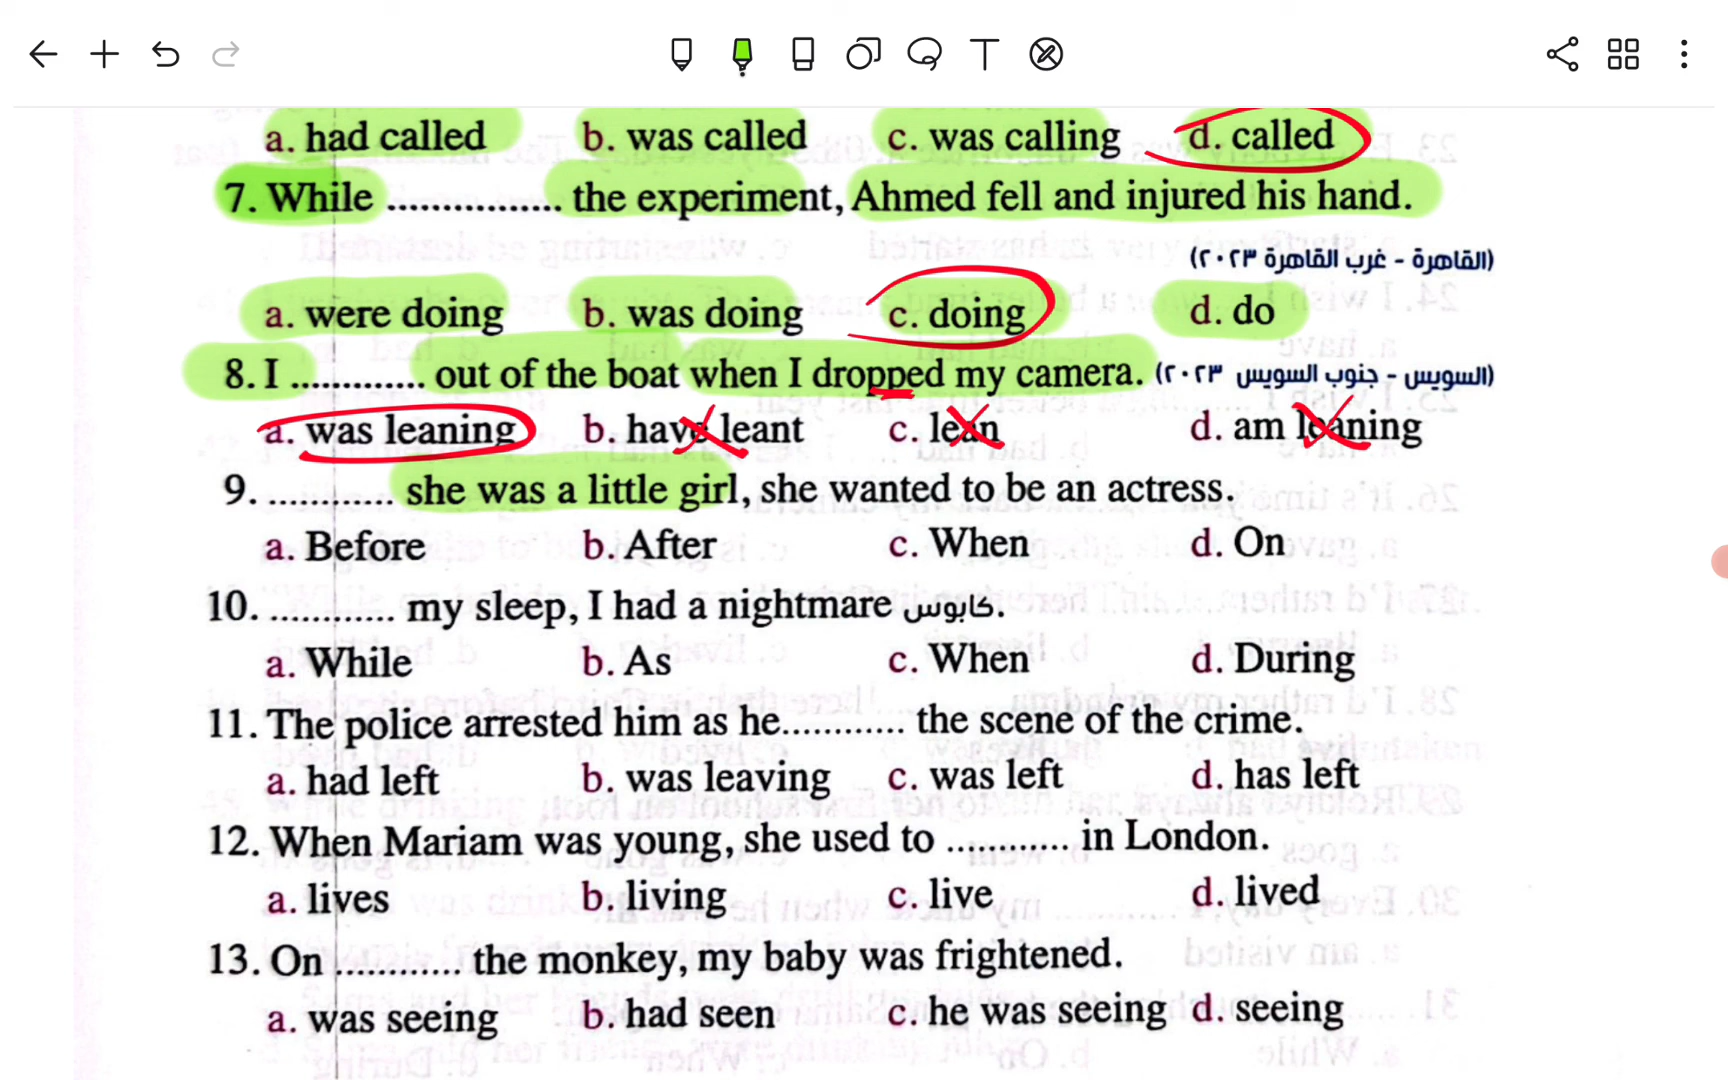 a. had called b. was called c. was calling d. called
7. While ............... the experiment, Ahmed fell and injured his hand.
(القاهرة - غرب القاهرة ٢٠٢٣)
a. were doing b. was doing c. doing d. do
8. I ............. out of the boat when I dropped my camera. (السويس - جنوب السويس ٢٠٢٣)
a. was leaning b. have leant c. lean d. am leaning
9. ............ she was a little girl, she wanted to be an actress.
a. Before b. After c. When d. On
10. ............ my sleep, I had a nightmare كابوس.
a. While b. As c. When d. During
11. The police arrested him as he............ the scene of the crime.
a. had left b. was leaving c. was left d. has left
12. When Mariam was young, she used to ............ in London.
a. lives b. living c. live d. lived
13. On ............ the monkey, my baby was frightened.
a. was seeing b. had seen c. he was seeing d. seeing